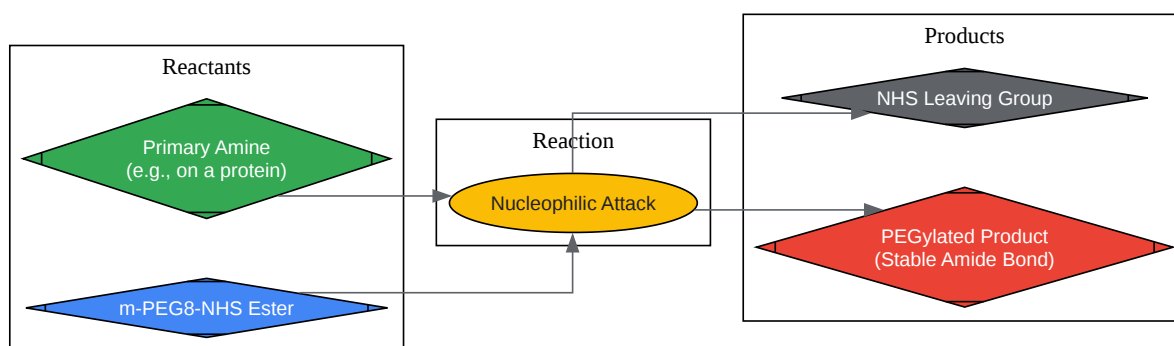 Reactants
Primary Amine
(e.g., on a protein)
m-PEG8-NHS Ester
Reaction
Nucleophilic Attack
Products
NHS Leaving Group
PEGylated Product
(Stable Amide Bond)